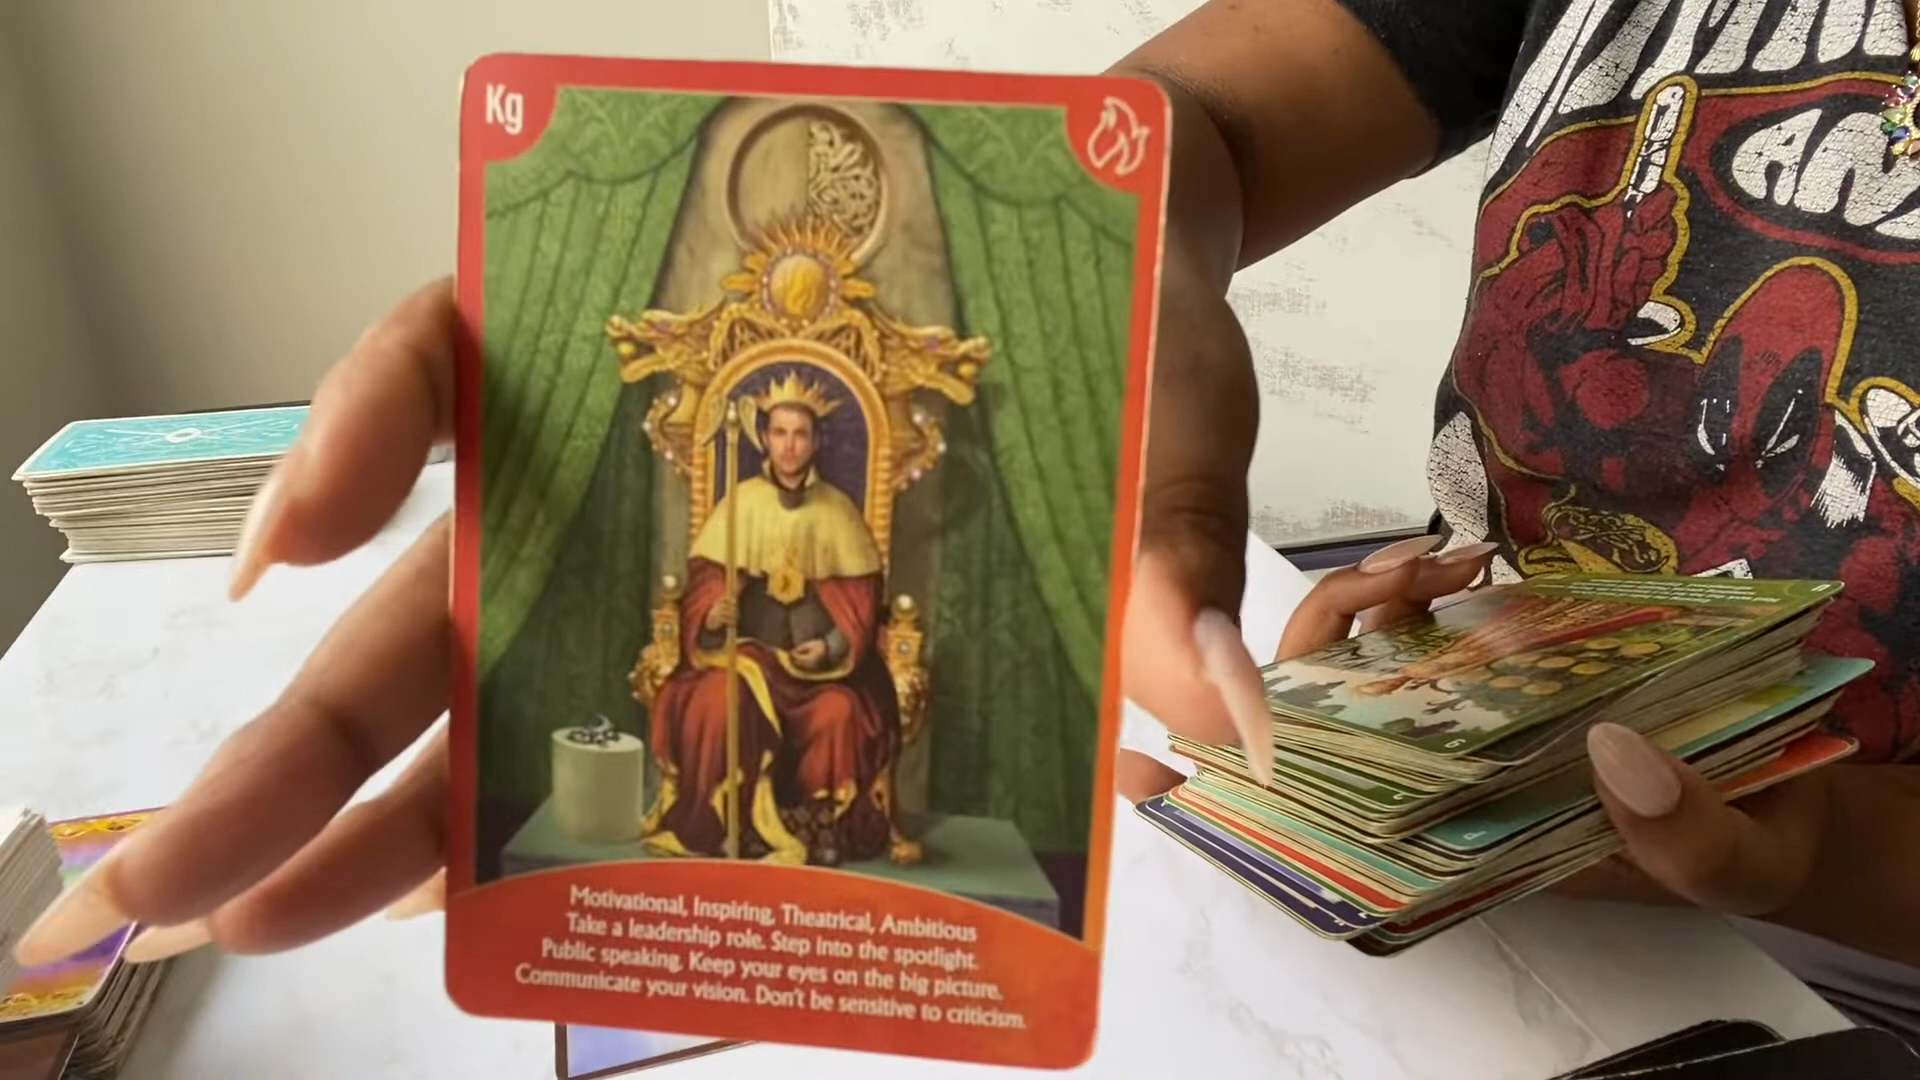 Kg
Motivational, Inspiring, Theatrical, Ambitious
Take a leadership role. Step into the spotlight.
Public speaking. Keep your eyes on the big picture.
Communicate your vision. Don't be sensitive to criticism.